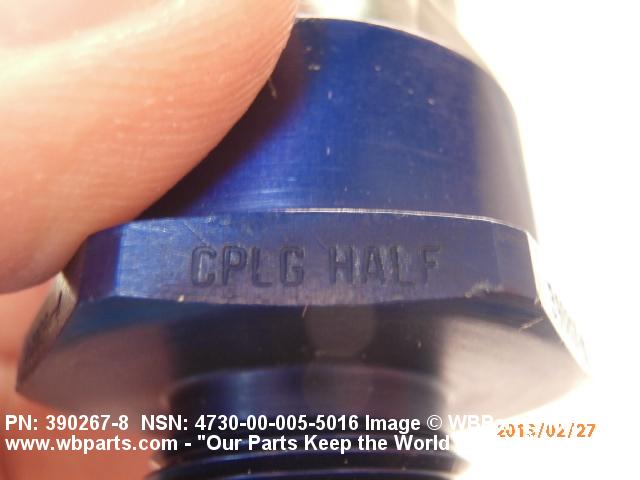 CPLG HALF
PN: 390267-8 NSN: 4730-00-005-5016 Image ©
www.wbparts.com - "Our Parts Keep the World
2013/02/27